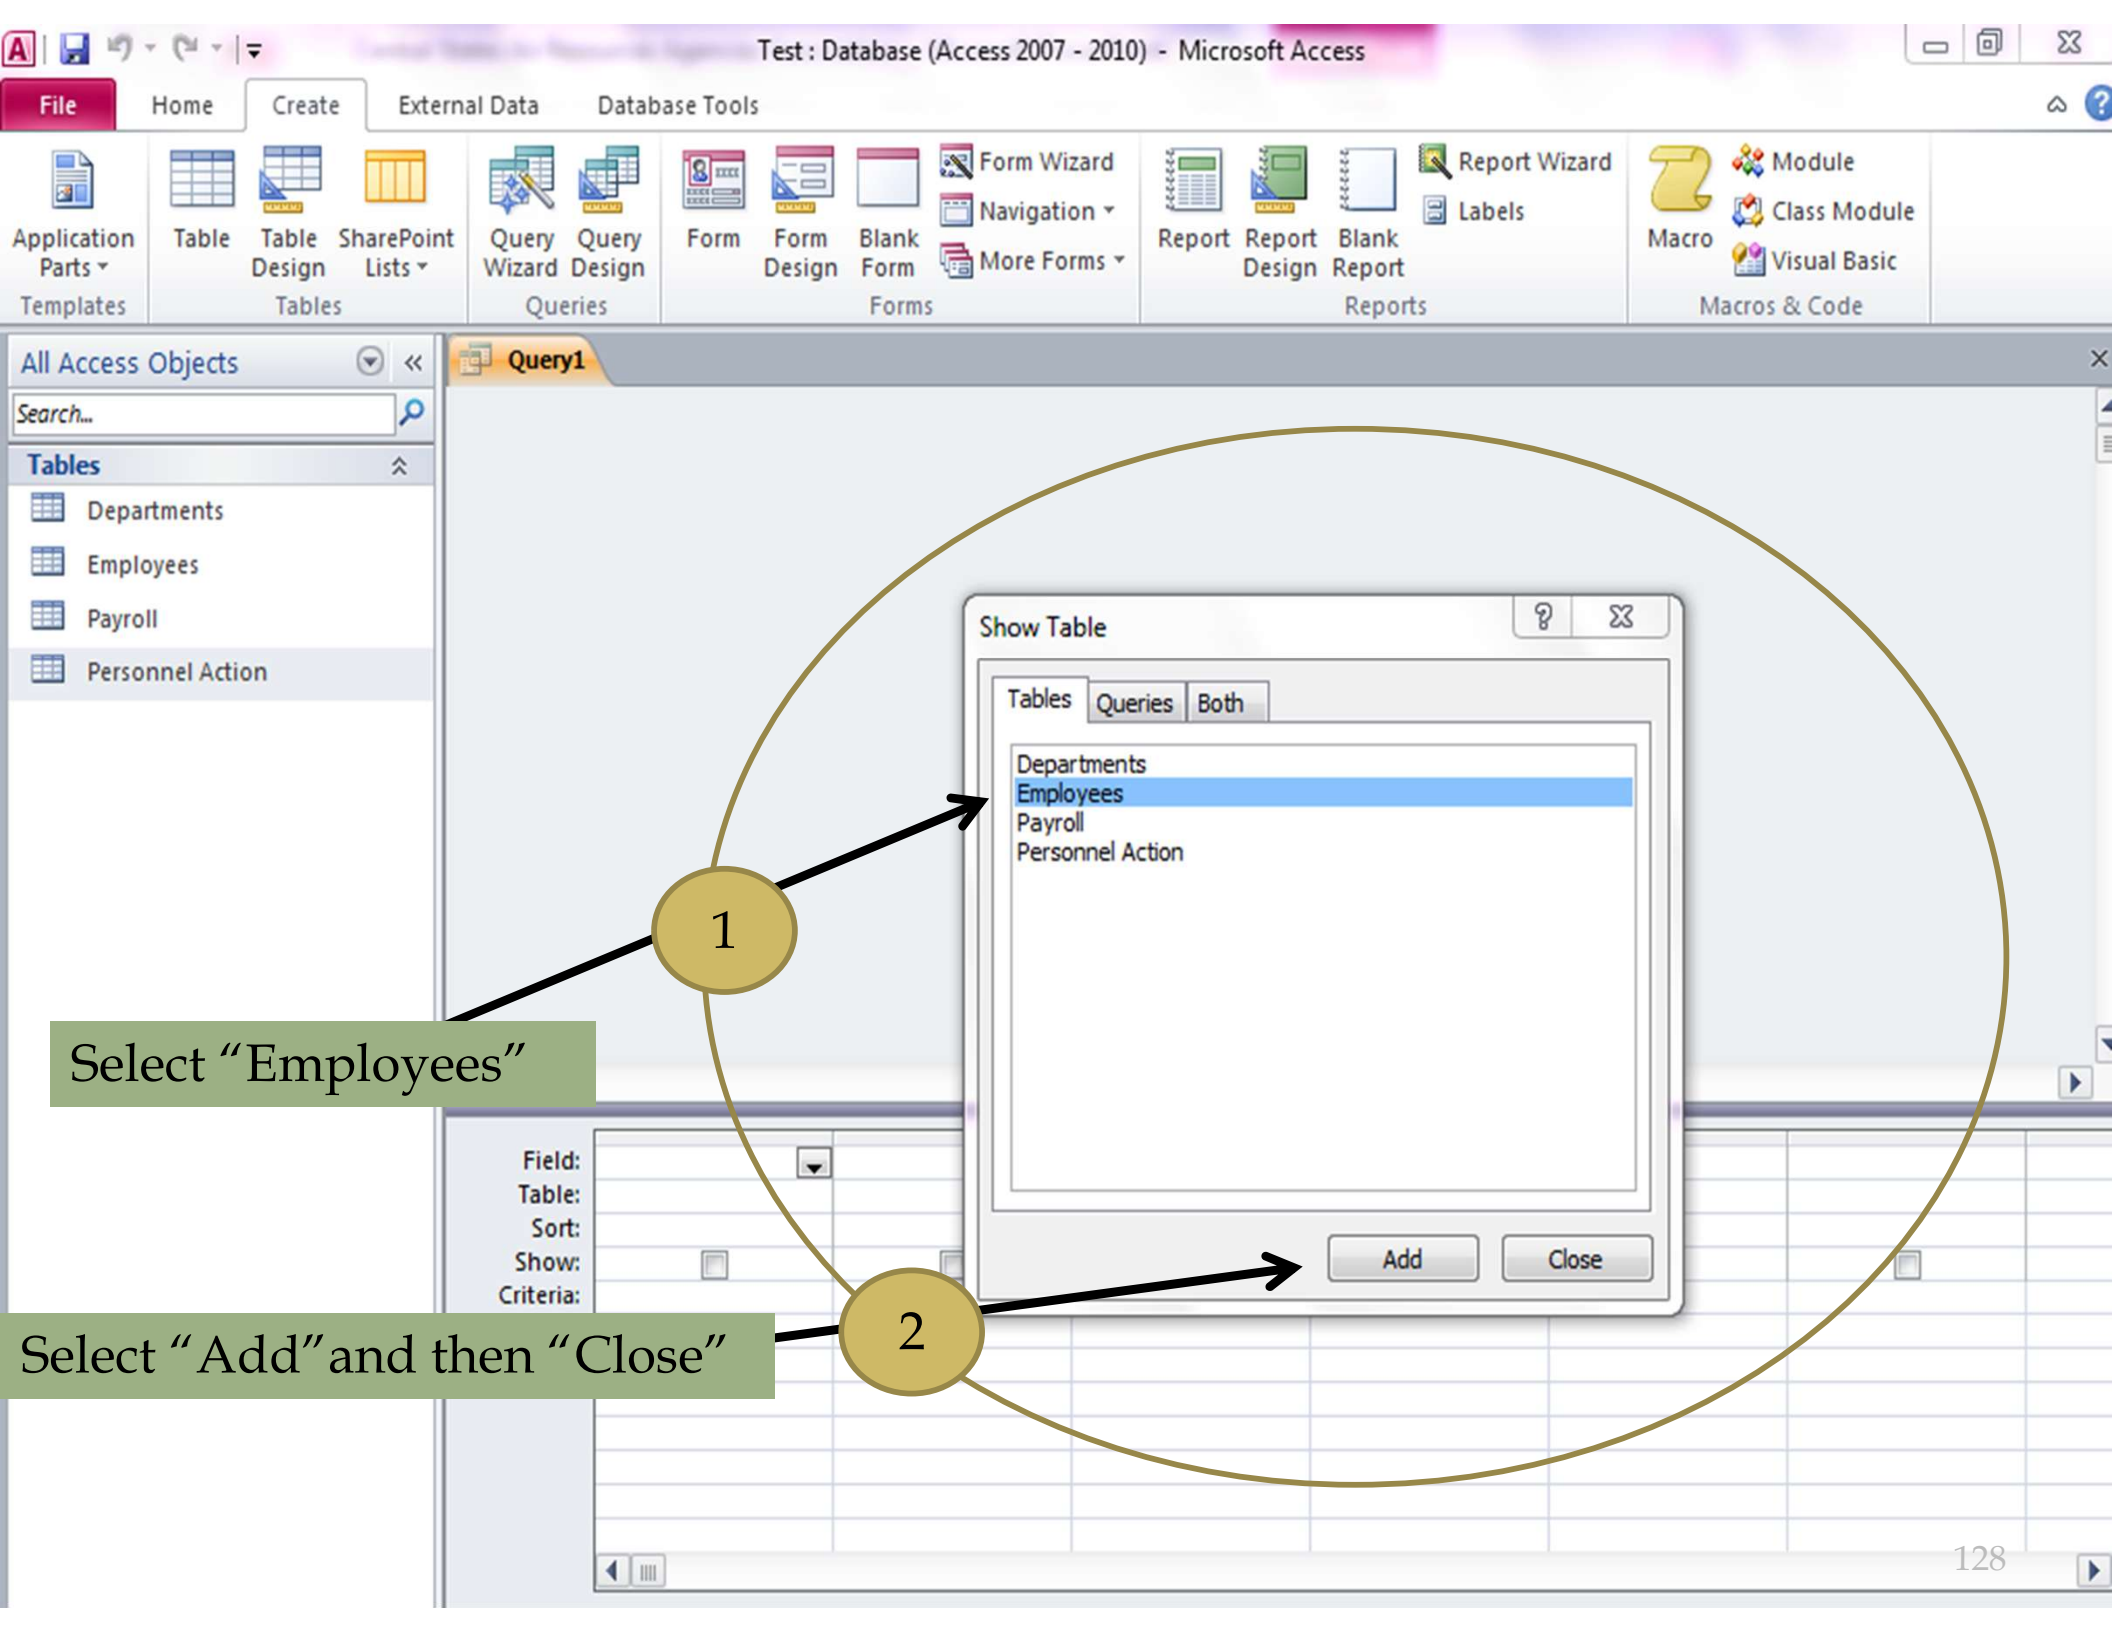 Test : Database (Access 2007 - 2010) - Microsoft Access
File Home Create External Data Database Tools
Application Parts
Table
Table Design
SharePoint Lists
Query Wizard
Query Design
Form
Form Design
Blank Form
Form Wizard
Navigation
More Forms
Report
Report Design
Blank Report
Report Wizard
Labels
Macro
Module
Class Module
Visual Basic
Templates Tables Queries Forms Reports Macros & Code
All Access Objects
Search...
Tables
Departments
Employees
Payroll
Personnel Action
Query1
Show Table
Tables Queries Both
Departments
Employees
Payroll
Personnel Action
Add Close
1
Select “Employees”
Field:
Table:
Sort:
Show:
Criteria:
2
Select “Add”and then “Close”
128